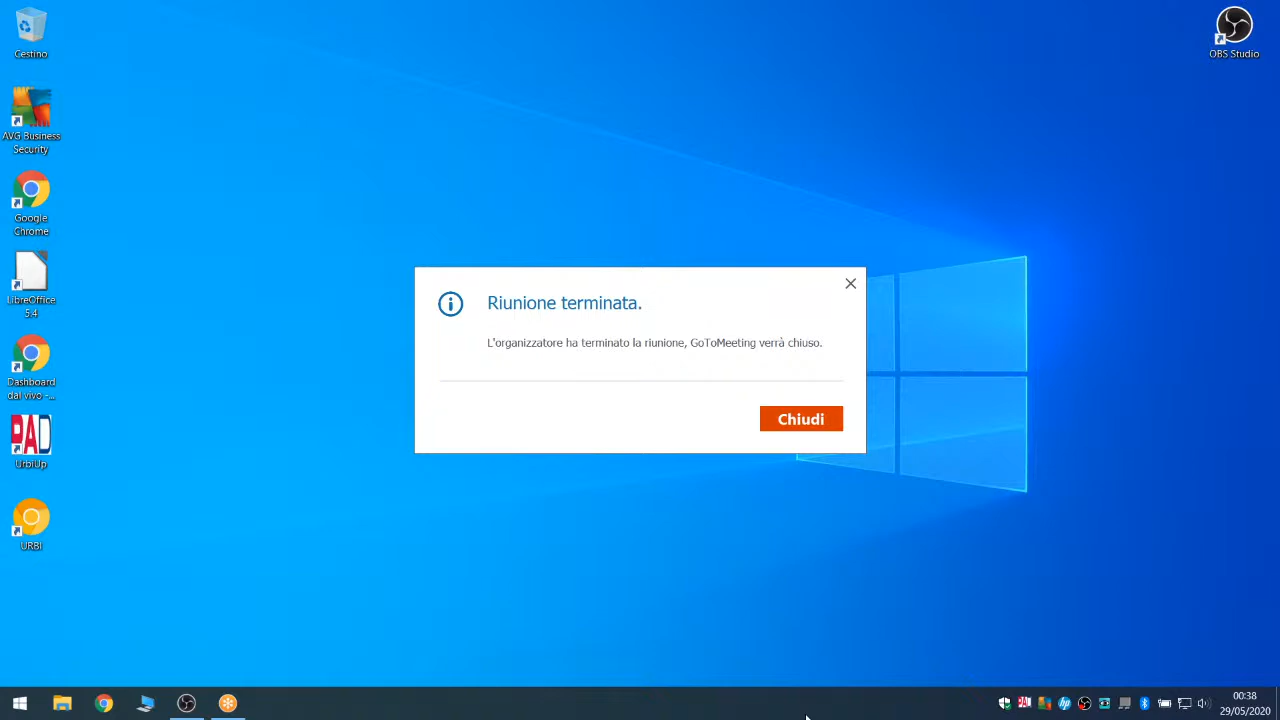 Cestino
OBS Studio
AVG Business
Security
Google
Chrome
LibreOffice
5.4
Dashboard
dal vivo -...
PAD
UrbiUp
URBI
Riunione terminata.
L'organizzatore ha terminato la riunione, GoToMeeting verrà chiuso.
Chiudi
00:38
29/05/2020